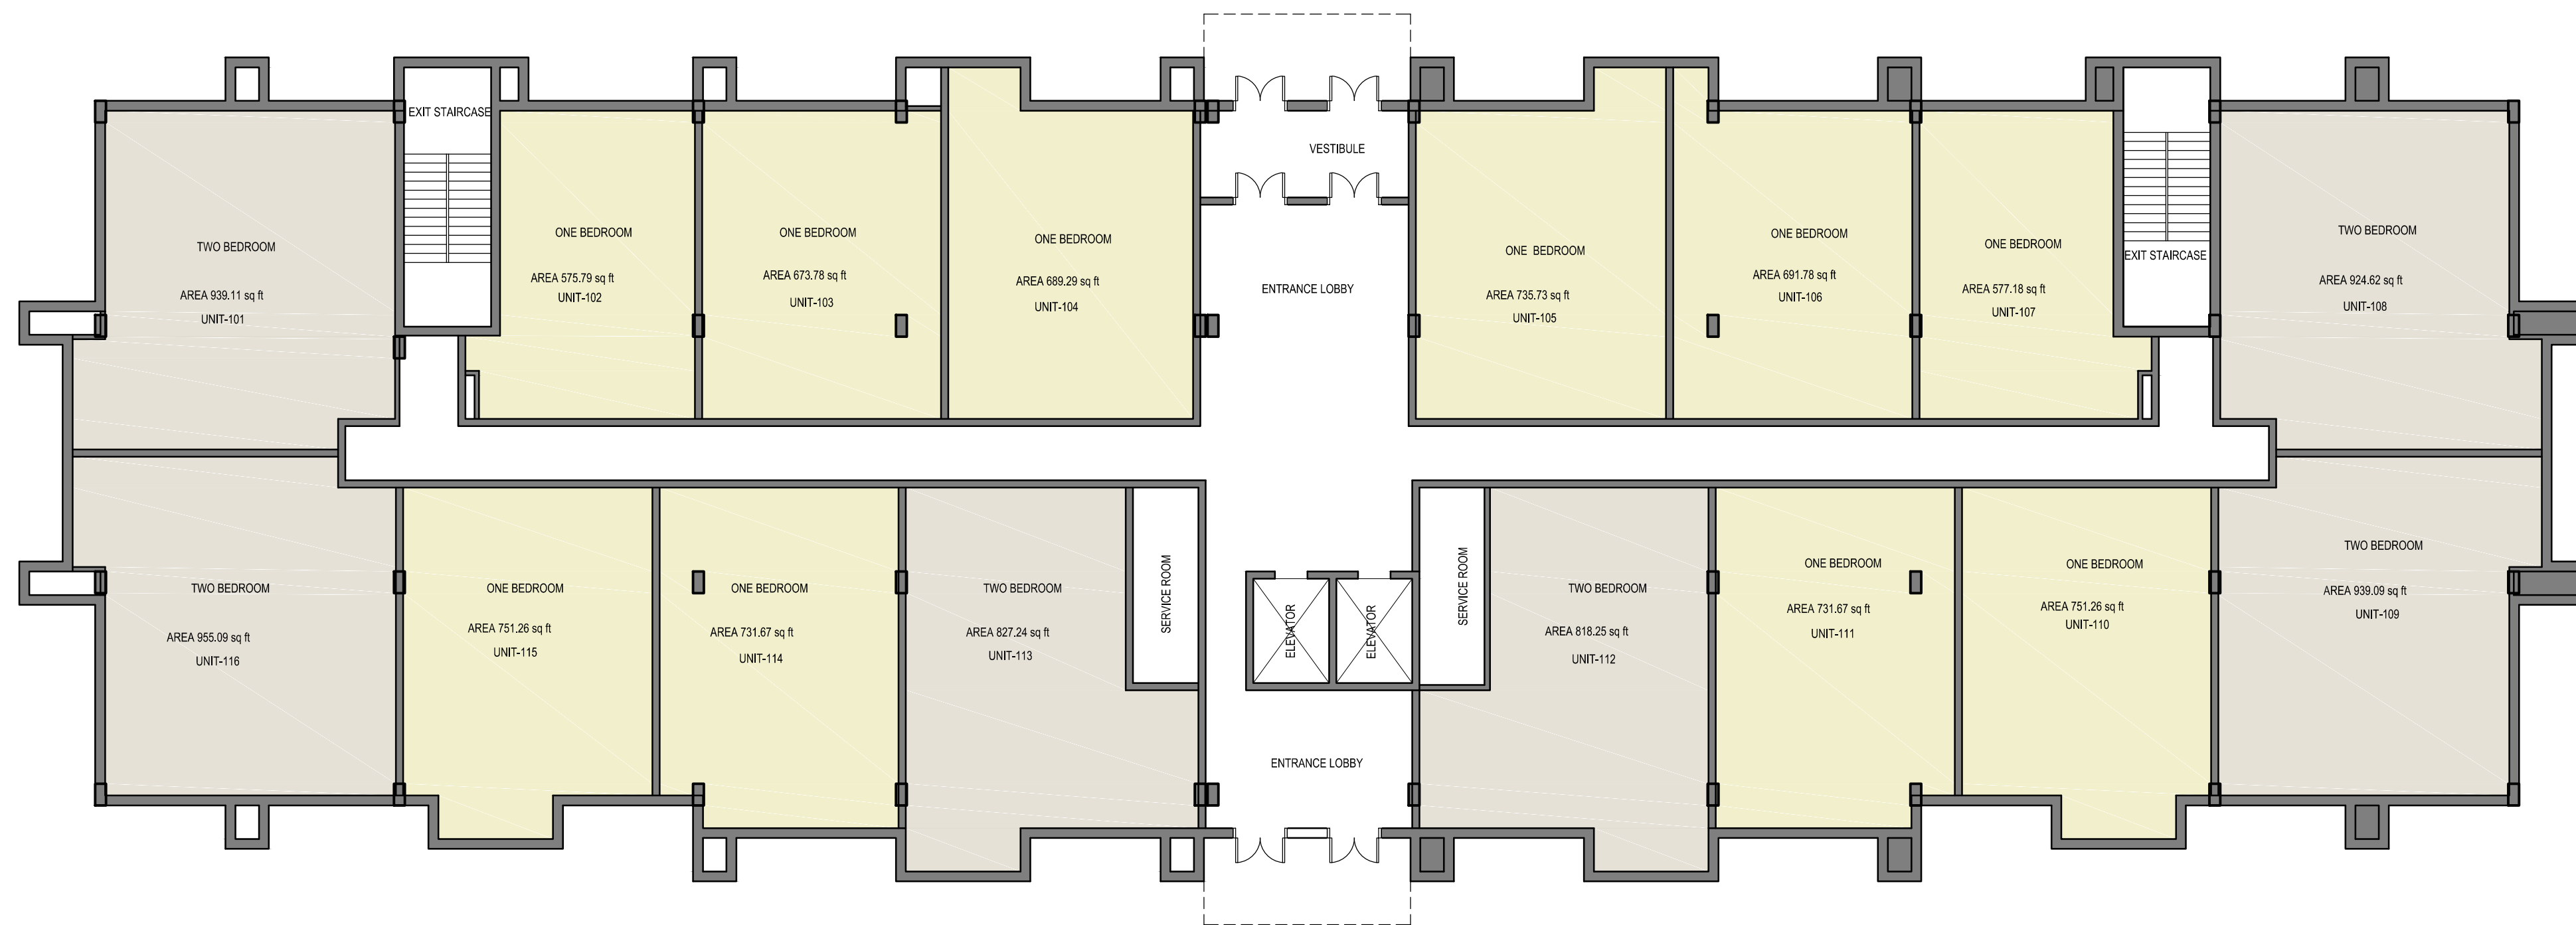 EXIT STAIRCASE
VESTIBULE
TWO BEDROOM
AREA 939.11 sq ft
UNIT-101
ONE BEDROOM
AREA 575.79 sq ft
UNIT-102
ONE BEDROOM
AREA 673.78 sq ft
UNIT-103
ONE BEDROOM
AREA 689.29 sq ft
UNIT-104
ENTRANCE LOBBY
ONE BEDROOM
AREA 735.73 sq ft
UNIT-105
ONE BEDROOM
AREA 691.78 sq ft
UNIT-106
ONE BEDROOM
AREA 577.18 sq ft
UNIT-107
EXIT STAIRCASE
TWO BEDROOM
AREA 924.62 sq ft
UNIT-108
TWO BEDROOM
AREA 955.09 sq ft
UNIT-116
ONE BEDROOM
AREA 751.26 sq ft
UNIT-115
ONE BEDROOM
AREA 731.67 sq ft
UNIT-114
TWO BEDROOM
AREA 827.24 sq ft
UNIT-113
SERVICE ROOM
ELEVATOR
ELEVATOR
SERVICE ROOM
TWO BEDROOM
AREA 818.25 sq ft
UNIT-112
ONE BEDROOM
AREA 731.67 sq ft
UNIT-111
ONE BEDROOM
AREA 751.26 sq ft
UNIT-110
TWO BEDROOM
AREA 939.09 sq ft
UNIT-109
ENTRANCE LOBBY